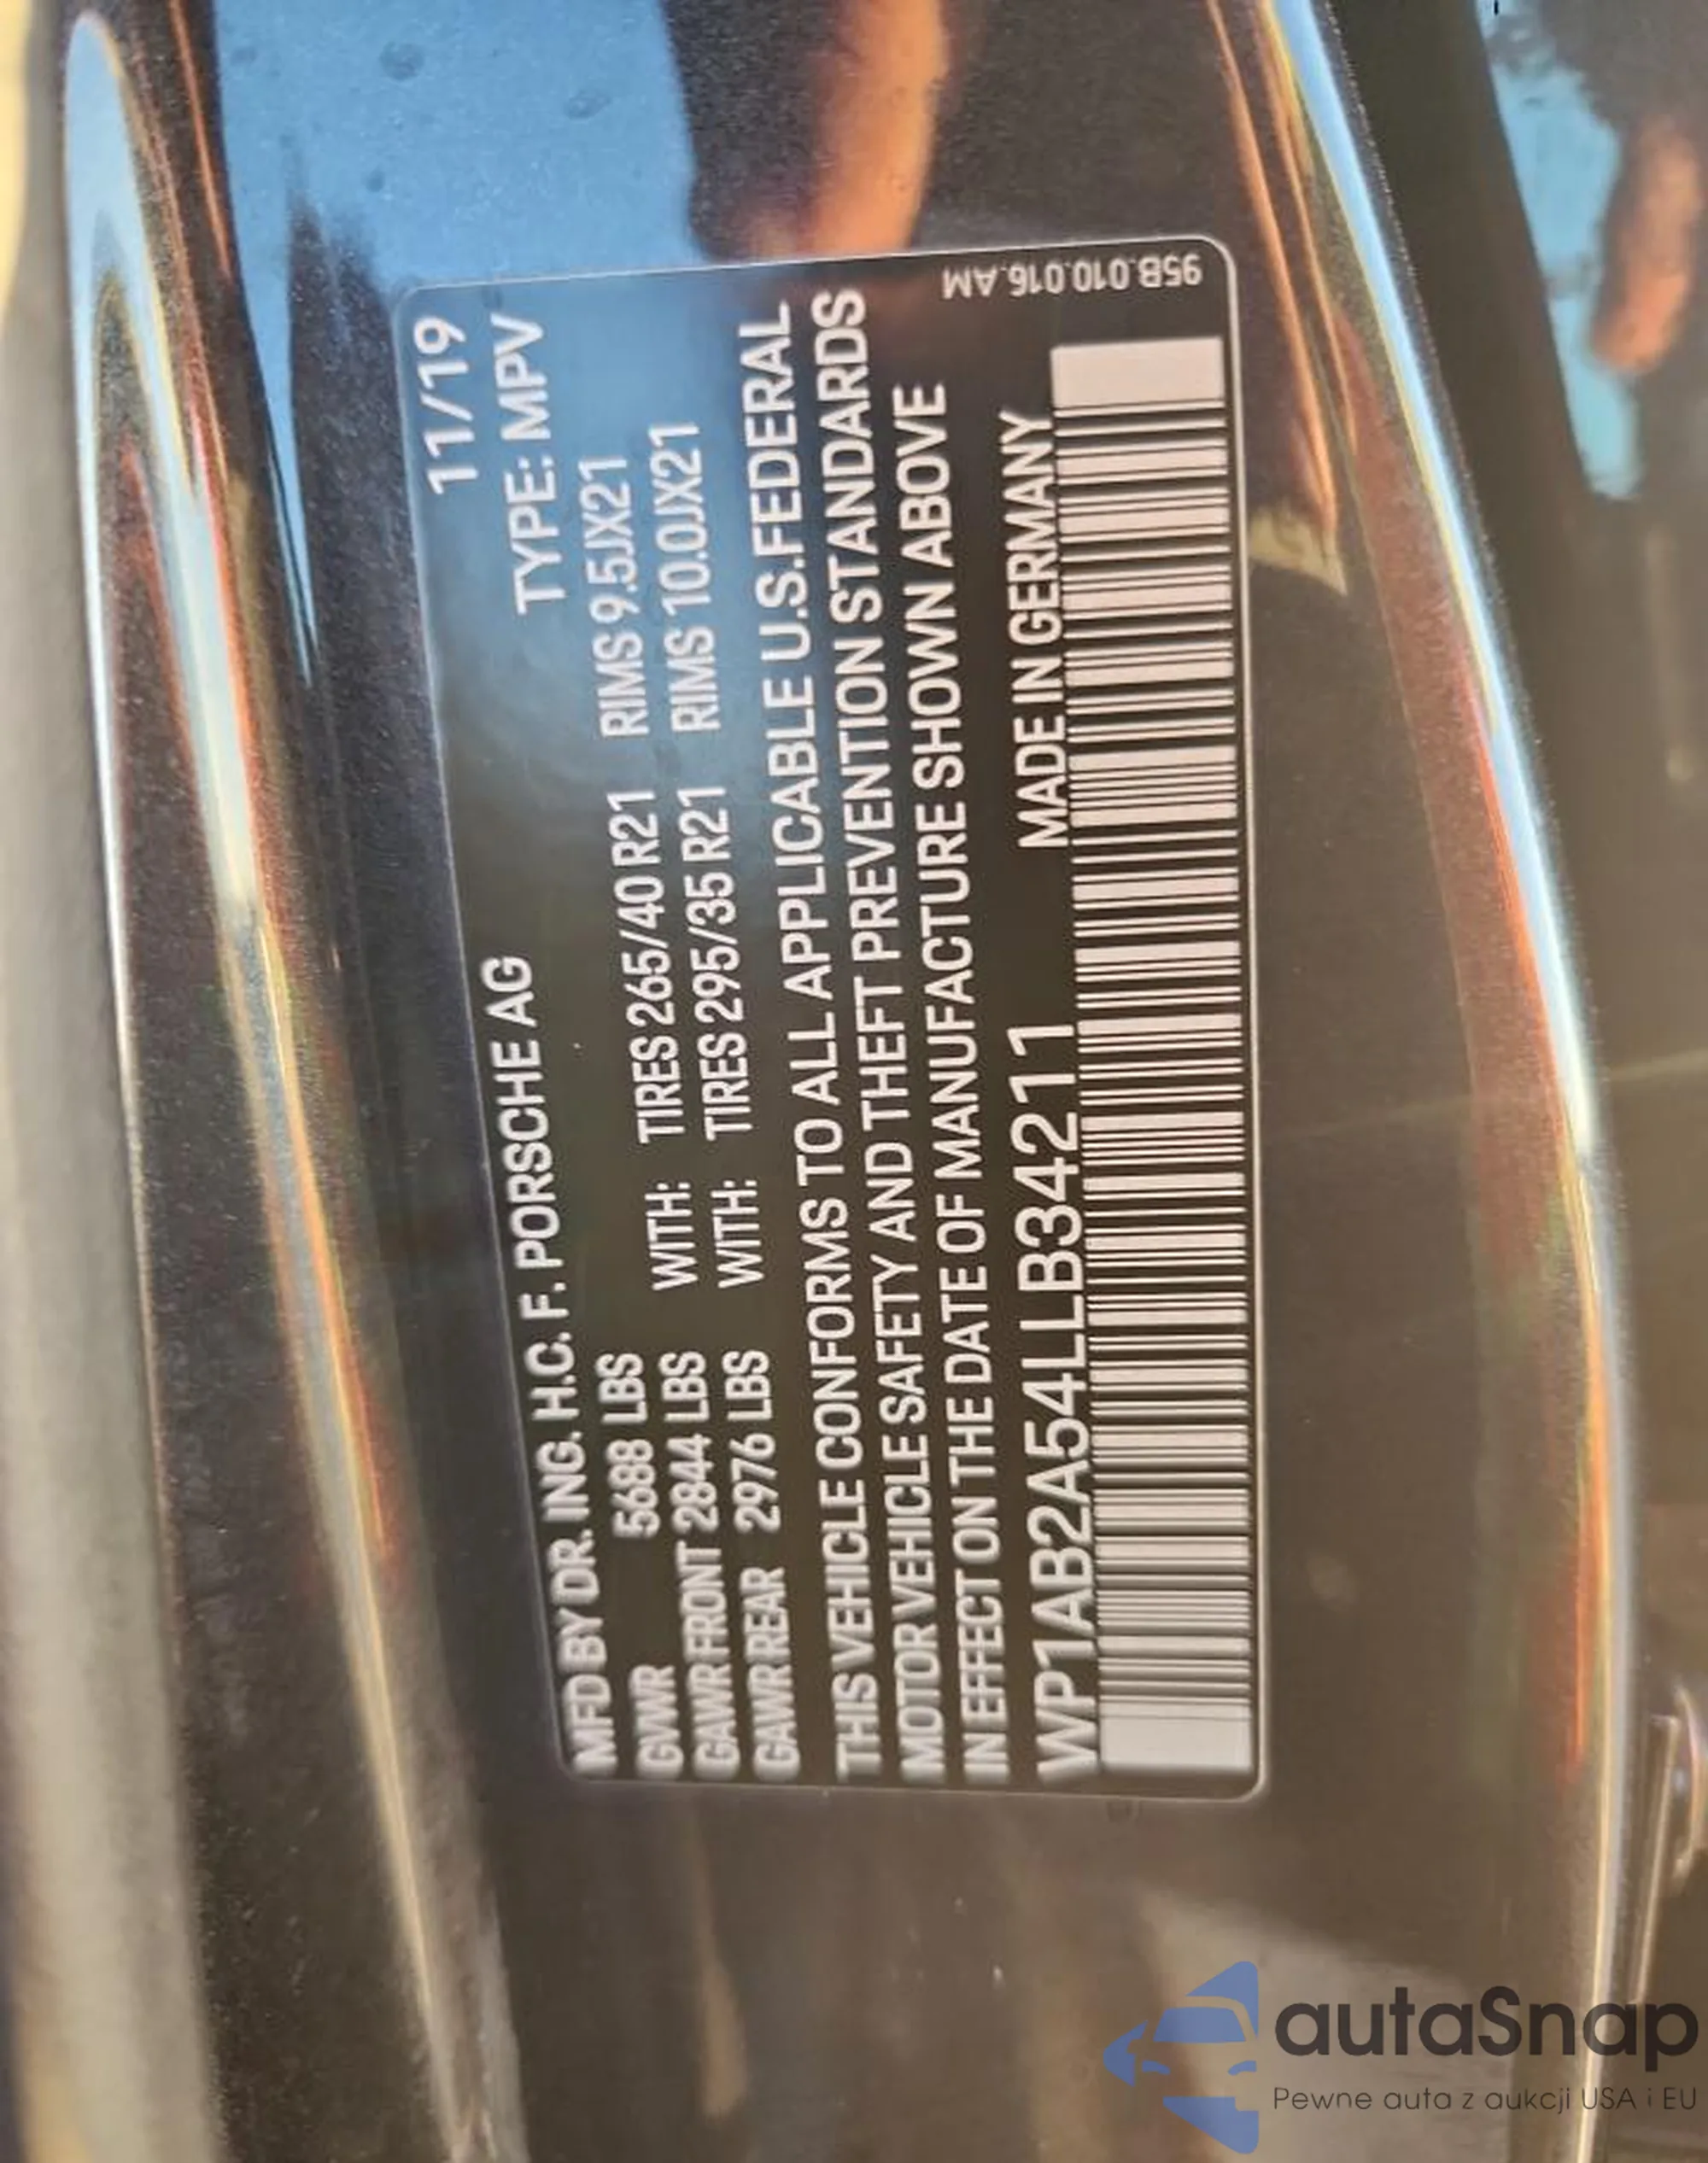 11/19
MFD BY DR. ING. H.C. F. PORSCHE AG TYPE: MPV
GVWR 5688 LBS WITH: TIRES 265/40 R21 RIMS 9.5JX21
GAWR FRONT 2844 LBS WITH: TIRES 295/35 R21 RIMS 10.0JX21
GAWR REAR 2976 LBS
THIS VEHICLE CONFORMS TO ALL APPLICABLE U.S.FEDERAL
MOTOR VEHICLE SAFETY AND THEFT PREVENTION STANDARDS
IN EFFECT ON THE DATE OF MANUFACTURE SHOWN ABOVE
WP1AB2A54LLB34211 MADE IN GERMANY
95B.010.016.AM
autaSnap
Pewne auta z aukcji USA i EU